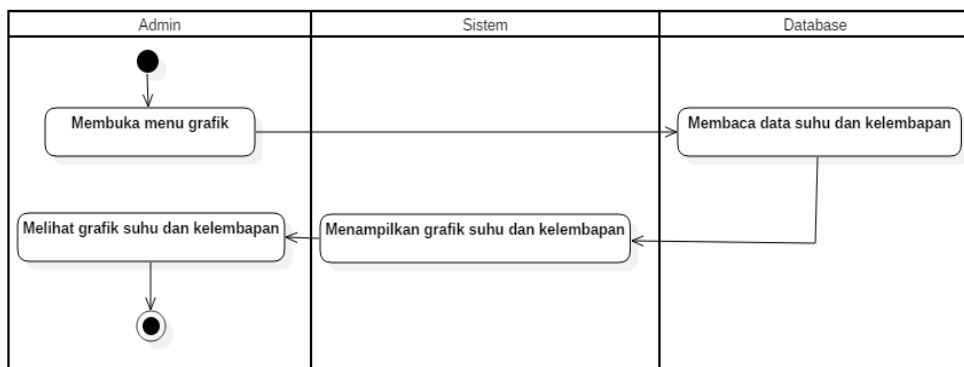 Admin
Sistem
Database
Membuka menu grafik
Membaca data suhu dan kelembapan
Menampilkan grafik suhu dan kelembapan
Melihat grafik suhu dan kelembapan